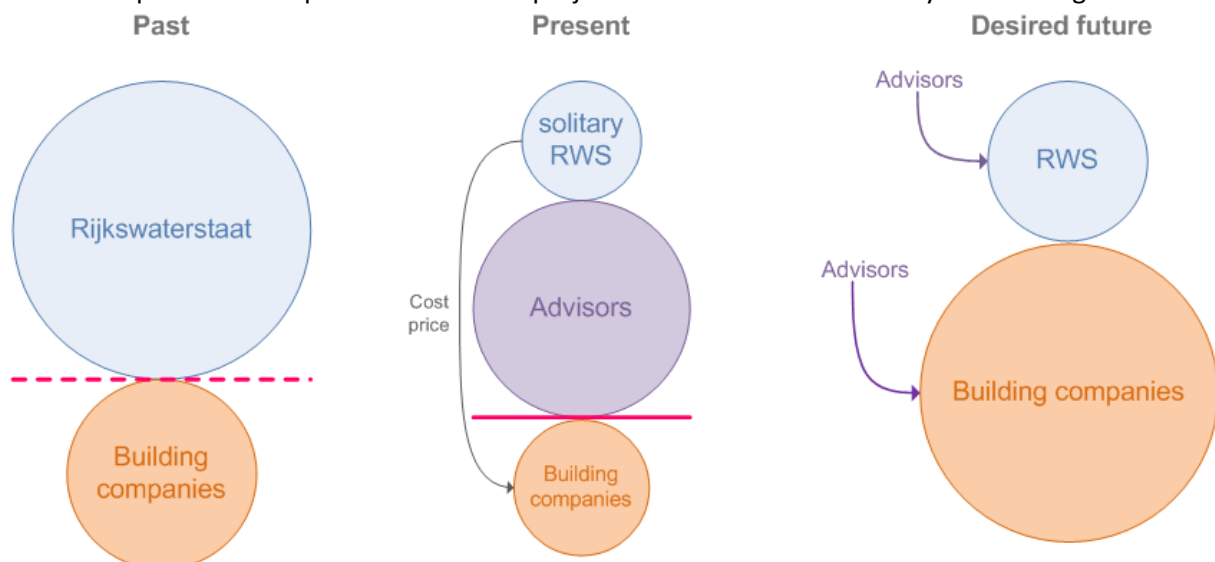 Past
Present
Desired future
Rijkswaterstaat
Building
companies
solitary
RWS
Advisors
Cost
price
Building
companies
Advisors
RWS
Advisors
Building companies